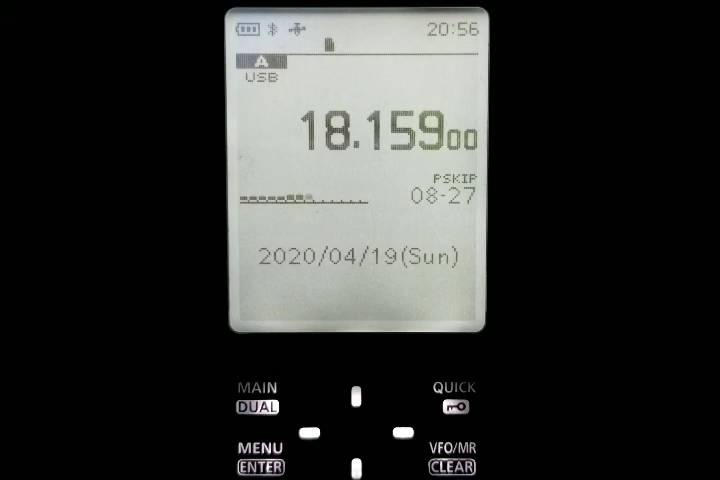 20:56
A
USB
18.15900
PSKIP
08-27
2020/04/19(Sun)
MAIN QUICK
DUAL
MENU VFO/MR
ENTER CLEAR